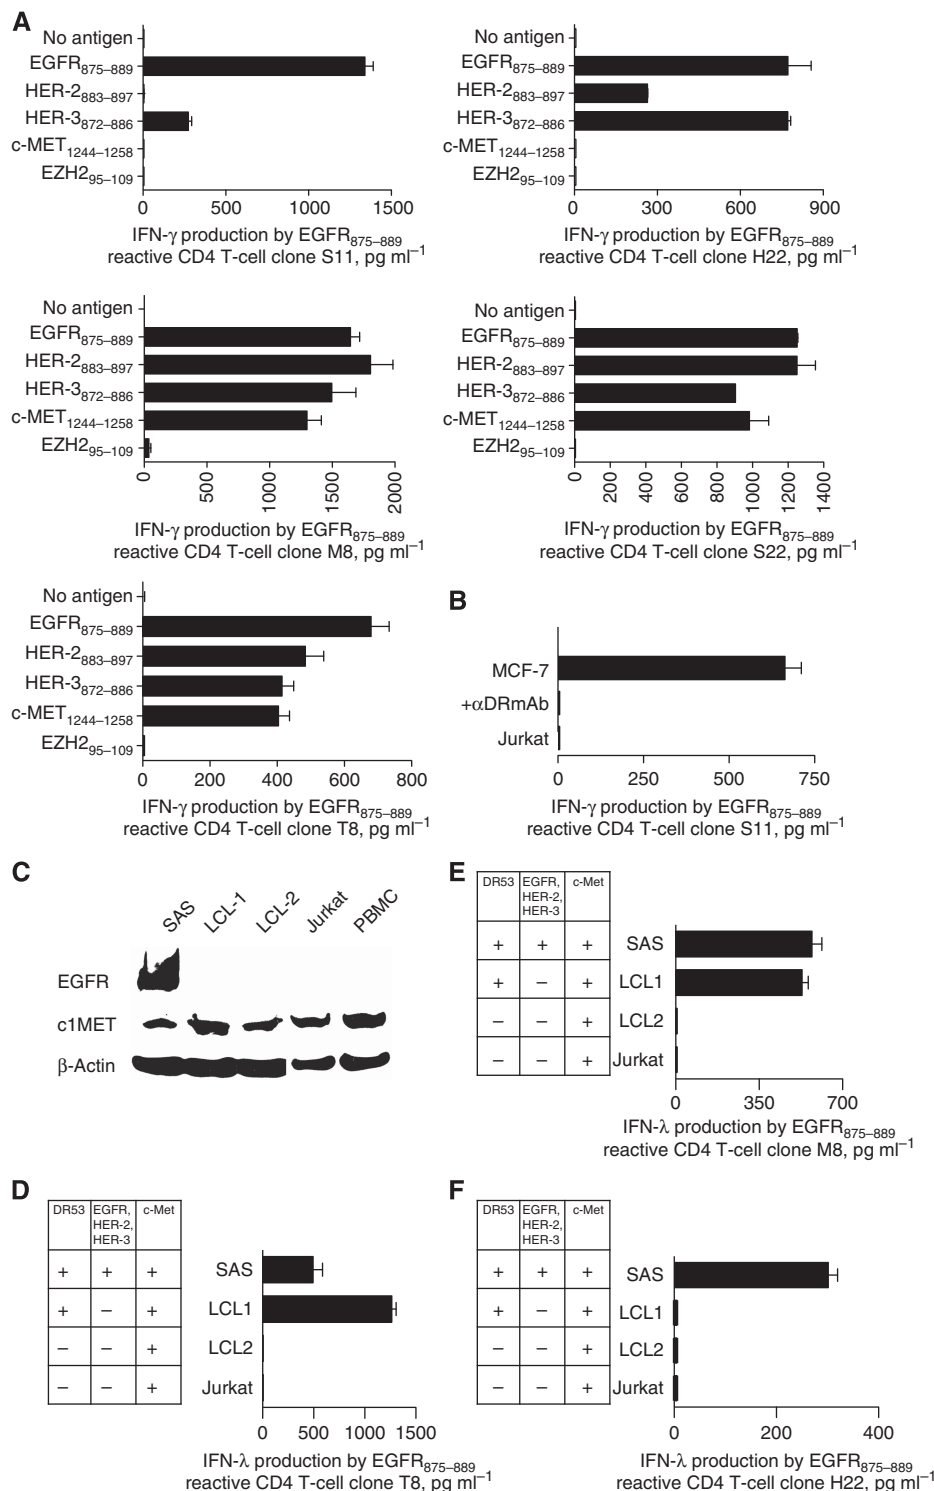 A
No antigen
EGFR875–889
HER-2883–897
HER-3872–886
c-MET1244–1258
EZH295–109
0 500 1000 1500
IFN-γ production by EGFR875–889
reactive CD4 T-cell clone S11, pg ml–1
No antigen
EGFR875–889
HER-2883–897
HER-3872–886
c-MET1244–1258
EZH295–109
0 300 600 900
IFN-γ production by EGFR875–889
reactive CD4 T-cell clone H22, pg ml–1
No antigen
EGFR875–889
HER-2883–897
HER-3872–886
c-MET1244–1258
EZH295–109
0 500 1000 1500 2000
IFN-γ production by EGFR875–889
reactive CD4 T-cell clone M8, pg ml–1
No antigen
EGFR875–889
HER-2883–897
HER-3872–886
c-MET1244–1258
EZH295–109
0 200 400 600 800 1000 1200 1400
IFN-γ production by EGFR875–889
reactive CD4 T-cell clone S22, pg ml–1
No antigen
EGFR875–889
HER-2883–897
HER-3872–886
c-MET1244–1258
EZH295–109
0 200 400 600 800
IFN-γ production by EGFR875–889
reactive CD4 T-cell clone T8, pg ml–1
B
MCF-7
+αDRmAb
Jurkat
0 250 500 750
IFN-γ production by EGFR875–889
reactive CD4 T-cell clone S11, pg ml–1
C
SAS LCL-1 LCL-2 Jurkat PBMC
EGFR
c1MET
β-Actin
E
DR53 EGFR, HER-2, HER-3 c-Met
+ + + SAS
+ – + LCL1
– – + LCL2
– – + Jurkat
0 350 700
IFN-λ production by EGFR875–889
reactive CD4 T-cell clone M8, pg ml–1
D
DR53 EGFR, HER-2, HER-3 c-Met
+ + + SAS
+ – + LCL1
– – + LCL2
– – + Jurkat
0 500 1000 1500
IFN-λ production by EGFR875–889
reactive CD4 T-cell clone T8, pg ml–1
F
DR53 EGFR, HER-2, HER-3 c-Met
+ + + SAS
+ – + LCL1
– – + LCL2
– – + Jurkat
0 200 400
IFN-λ production by EGFR875–889
reactive CD4 T-cell clone H22, pg ml–1